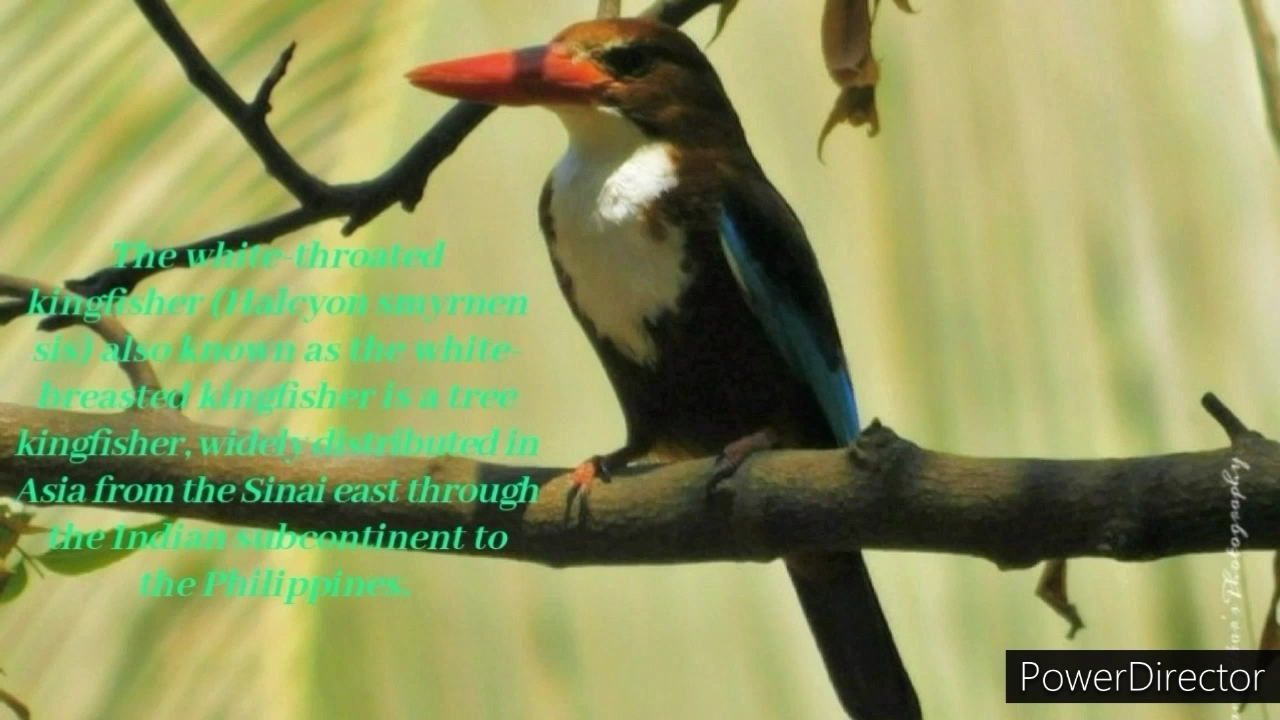 The white-throated
kingfisher (Halcyon smyrnen
sis) also known as the white-
breasted kingfisher is a tree
kingfisher, widely distributed in
Asia from the Sinai east through
the Indian subcontinent to
the Philippines.
Photography
PowerDirector